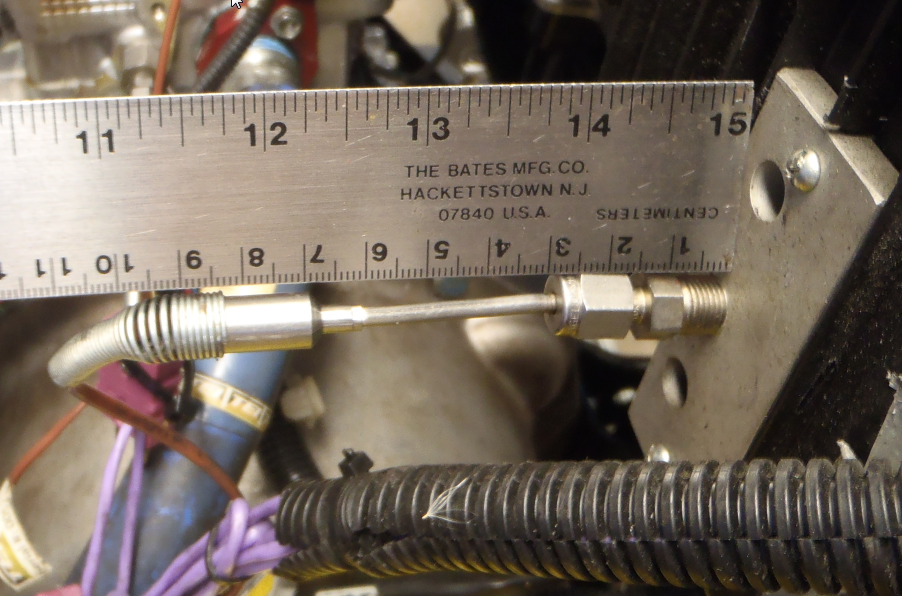 11 12 13 14 15
THE BATES MFG. CO.
HACKETTSTOWN N.J.
07840 U.S.A.
CENTIMETERS
11 10 9 8 7 6 5 4 3 2 1